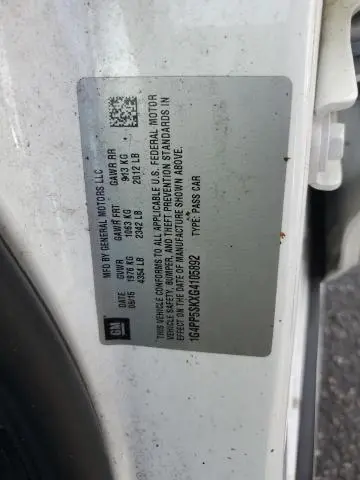 MFD BY GENERAL MOTORS LLC
DATE GVWR GAWR FRT GAWR RR
08/15 1976 KG 1063 KG 913 KG
4354 LB 2342 LB 2012 LB
GM
THIS VEHICLE CONFORMS TO ALL APPLICABLE U.S. FEDERAL MOTOR
VEHICLE SAFETY, BUMPER, AND THEFT PREVENTION STANDARDS IN
EFFECT ON THE DATE OF MANUFACTURE SHOWN ABOVE.
1G4PP5SKXG4105892 TYPE: PASS CAR